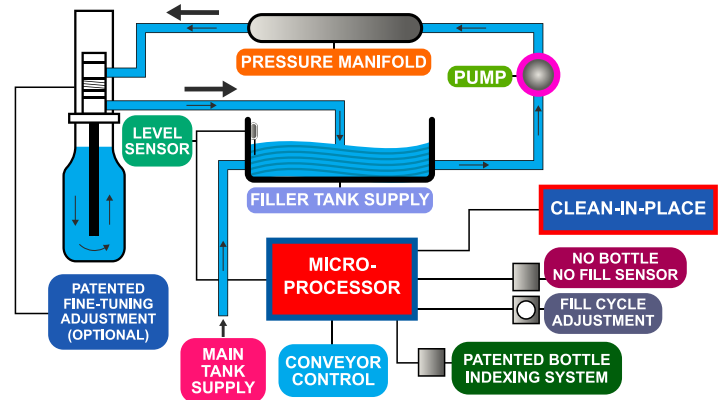 PRESSURE MANIFOLD
PUMP
LEVEL
SENSOR
FILLER TANK SUPPLY
CLEAN-IN-PLACE
MICRO-
PROCESSOR
NO BOTTLE
NO FILL SENSOR
PATENTED
FINE-TUNING
ADJUSTMENT
(OPTIONAL)
FILL CYCLE
ADJUSTMENT
MAIN
TANK
SUPPLY
CONVEYOR
CONTROL
PATENTED BOTTLE
INDEXING SYSTEM